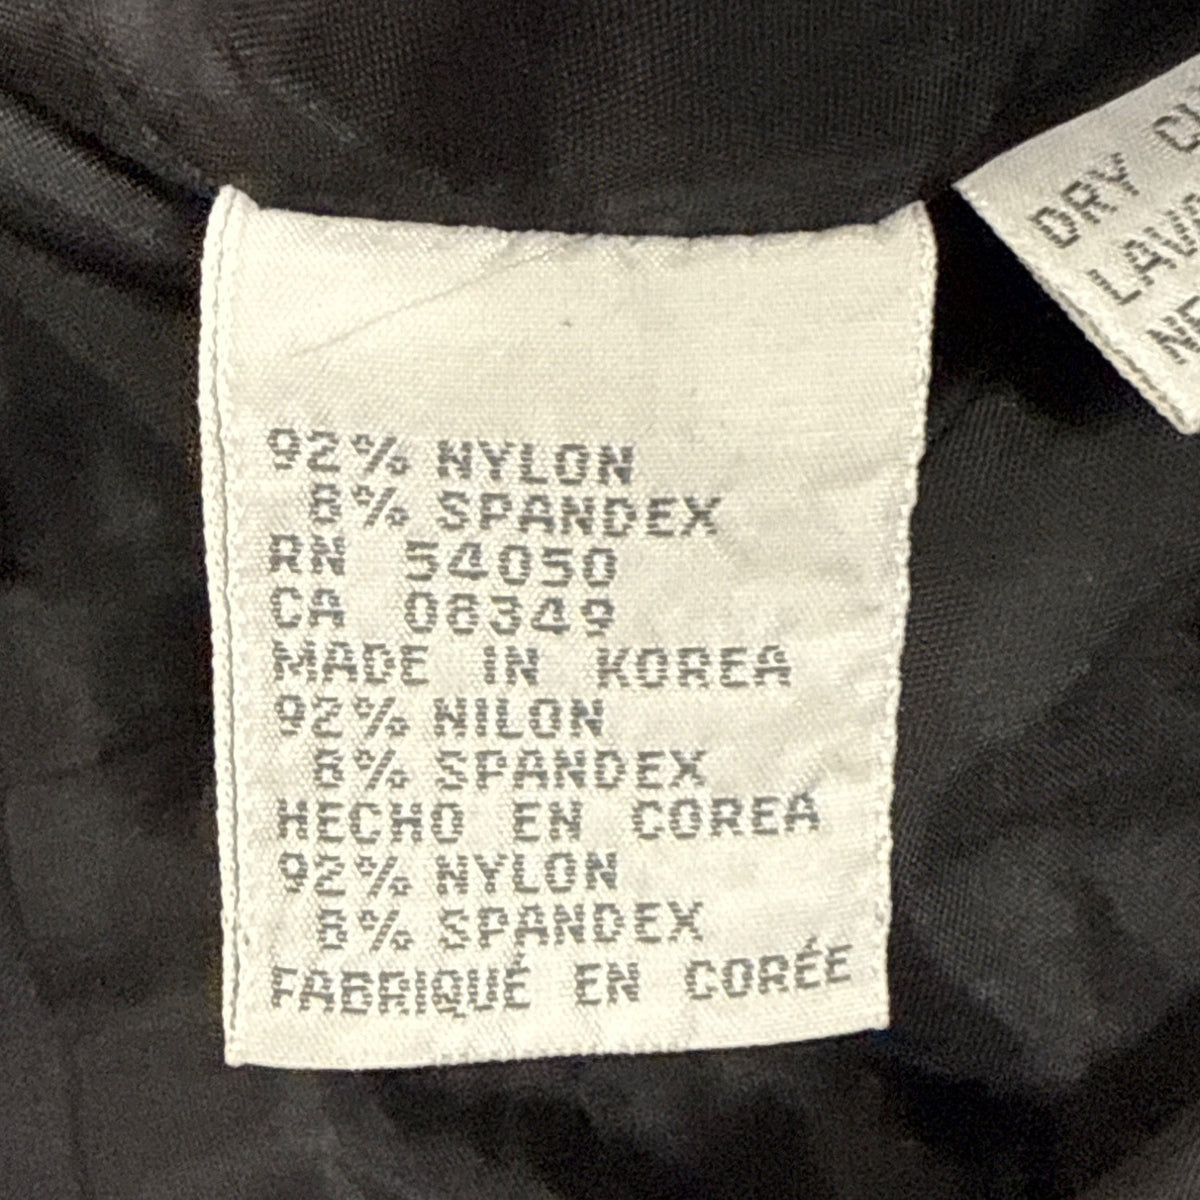 92% NYLON
8% SPANDEX
RN 54050
CA 08349
MADE IN KOREA
92% NILON
8% SPANDEX
HECHO EN COREA
92% NYLON
8% SPANDEX
FABRIQUÉ EN CORÉE
DRY